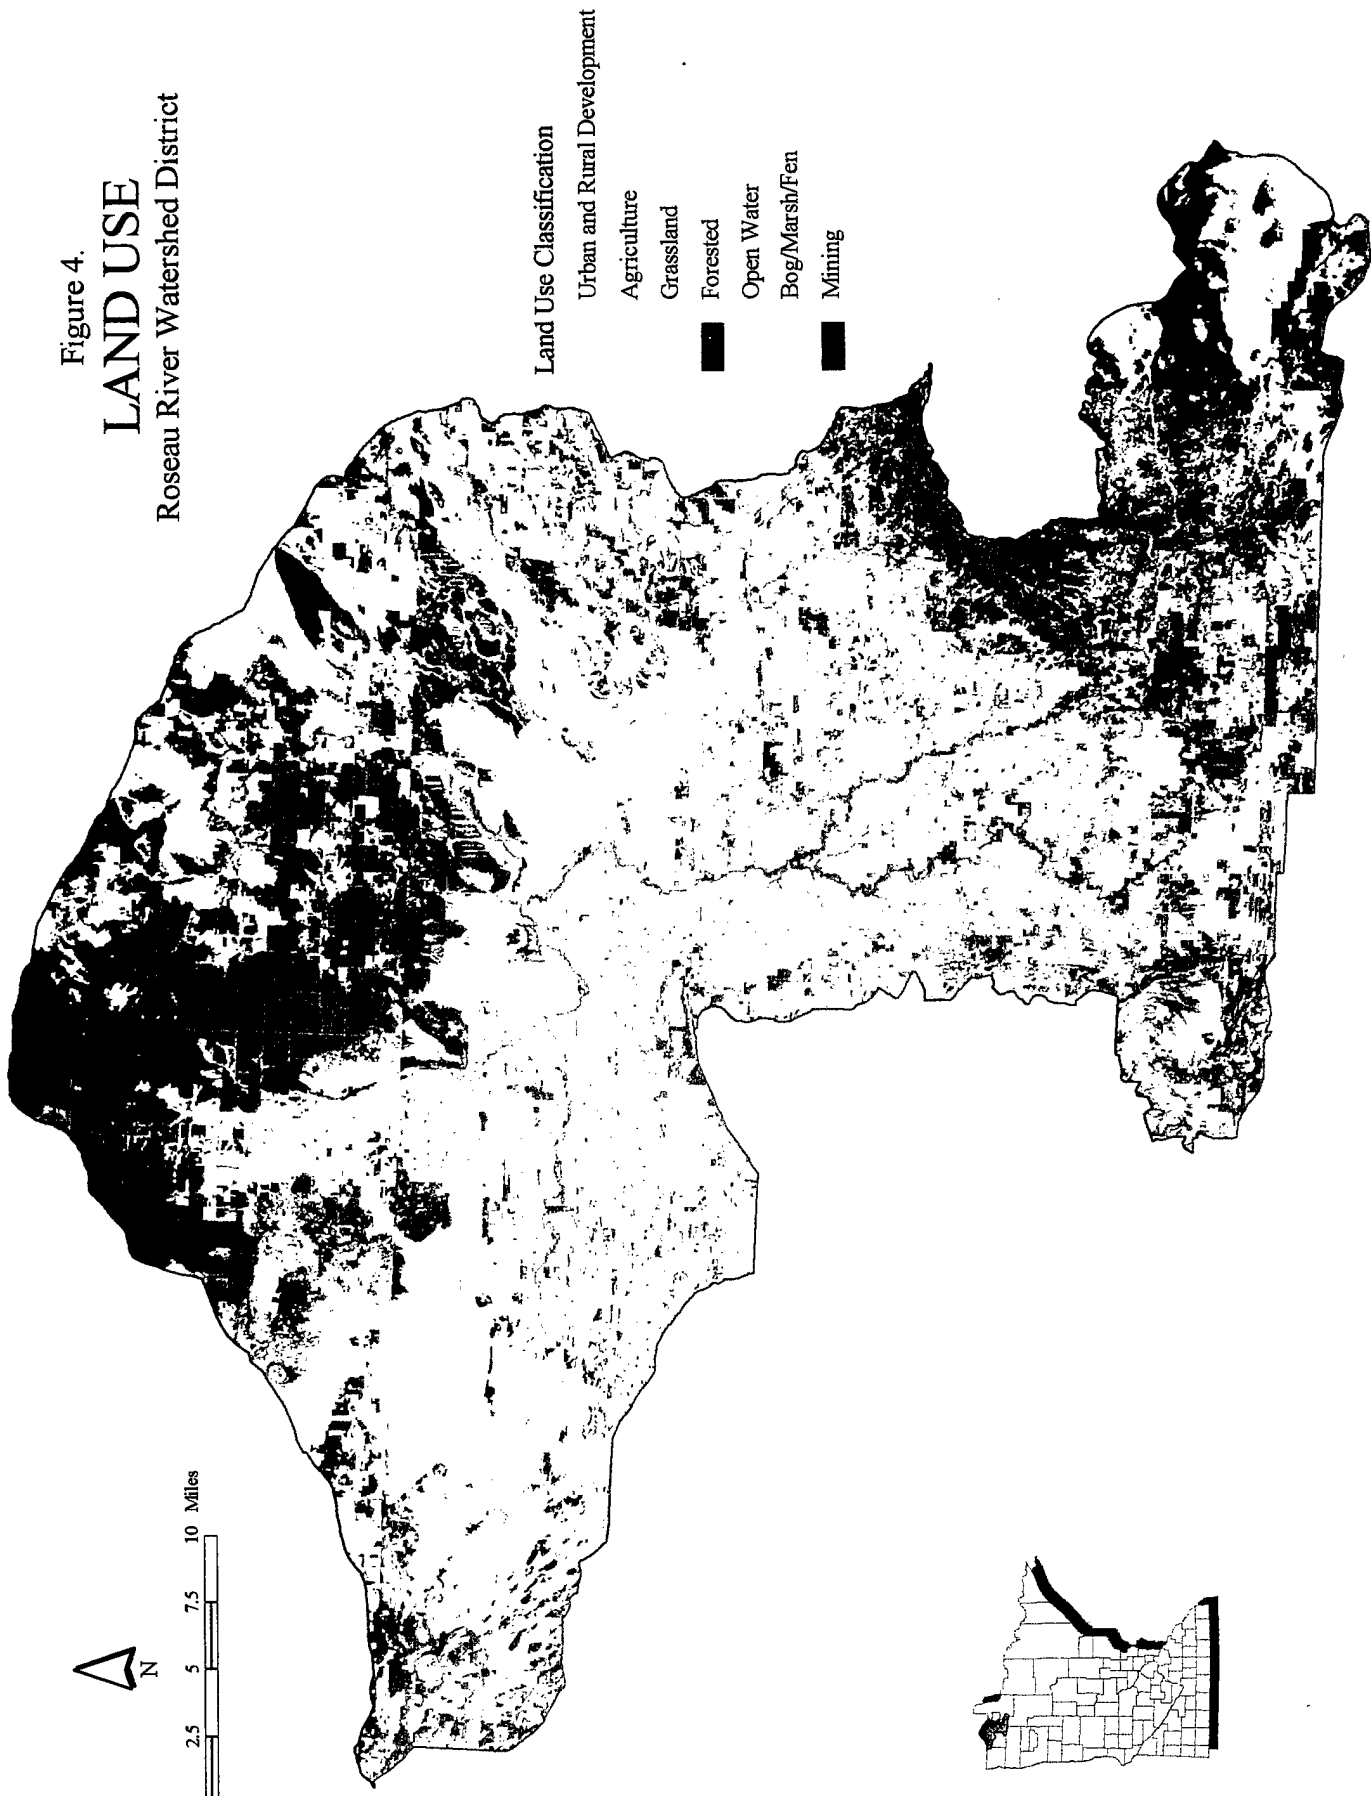 Figure 4.
LAND USE
Roseau River Watershed District
Land Use Classification
Urban and Rural Development
Agriculture
Grassland
Forested
Open Water
Bog/Marsh/Fen
Mining
N
2.5 5 7.5 10 Miles